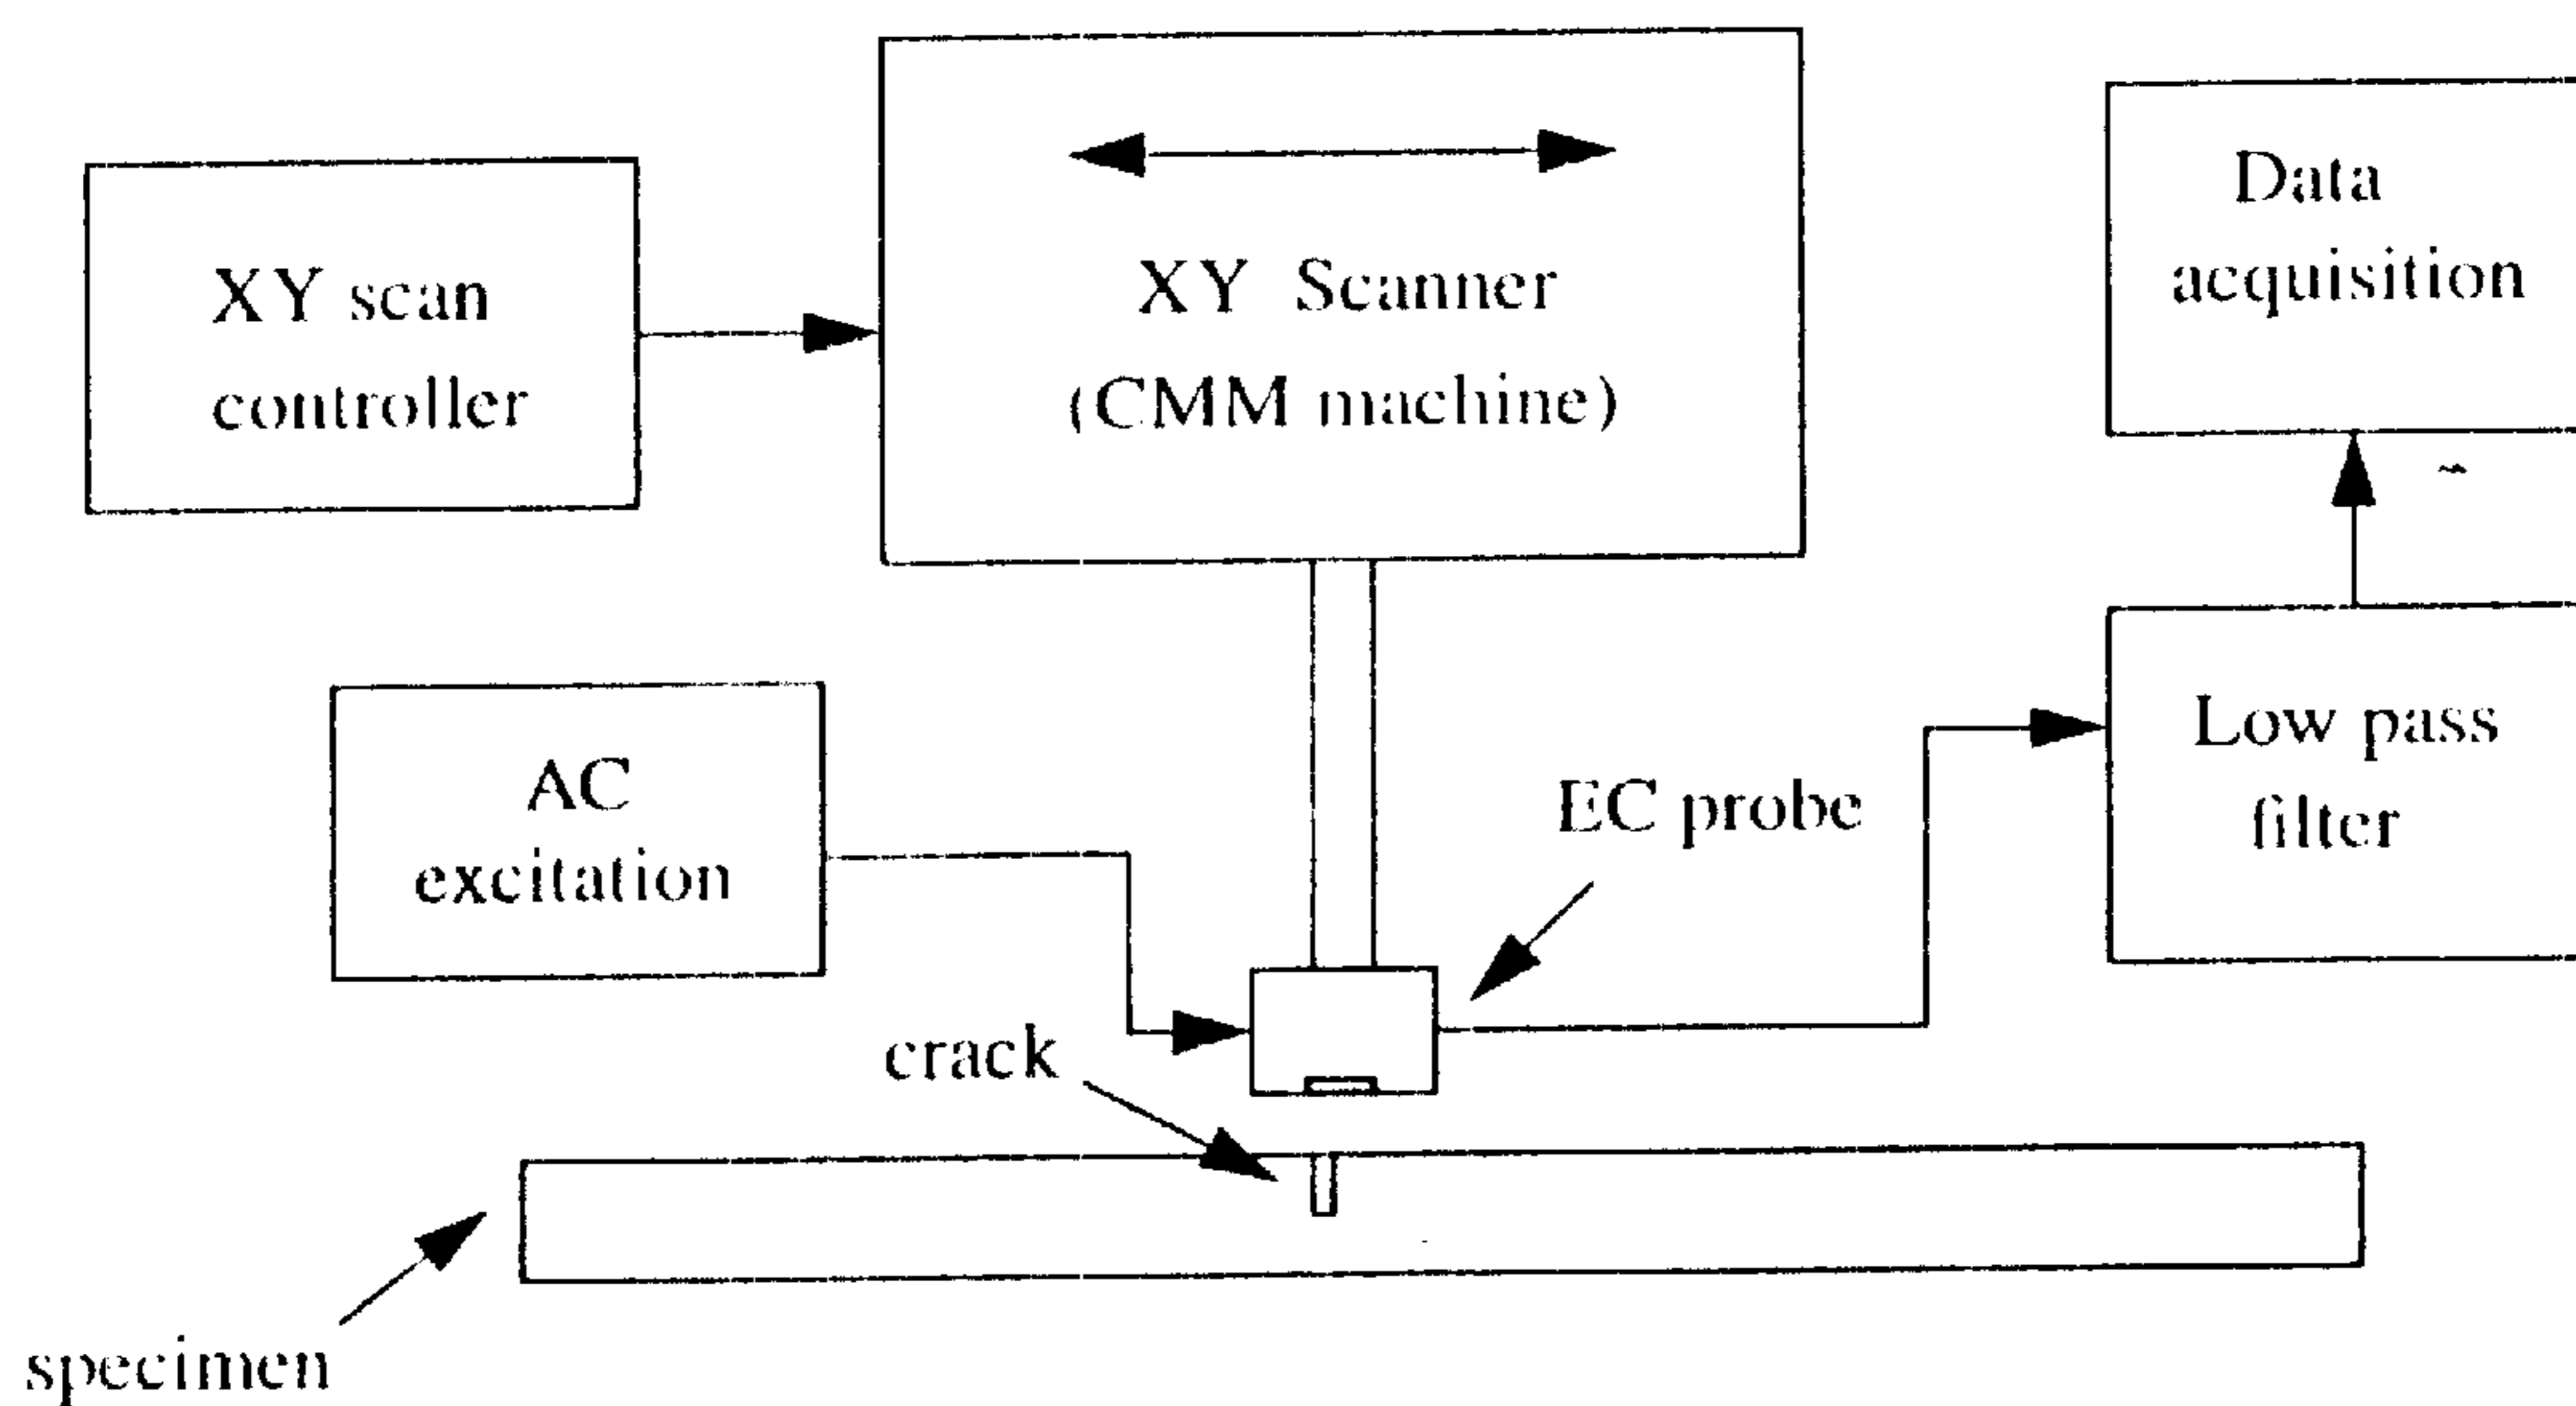 XY scan
controller
XY Scanner
(CMM machine)
Data
acquisition
AC
excitation
EC probe
Low pass
filter
crack
specimen